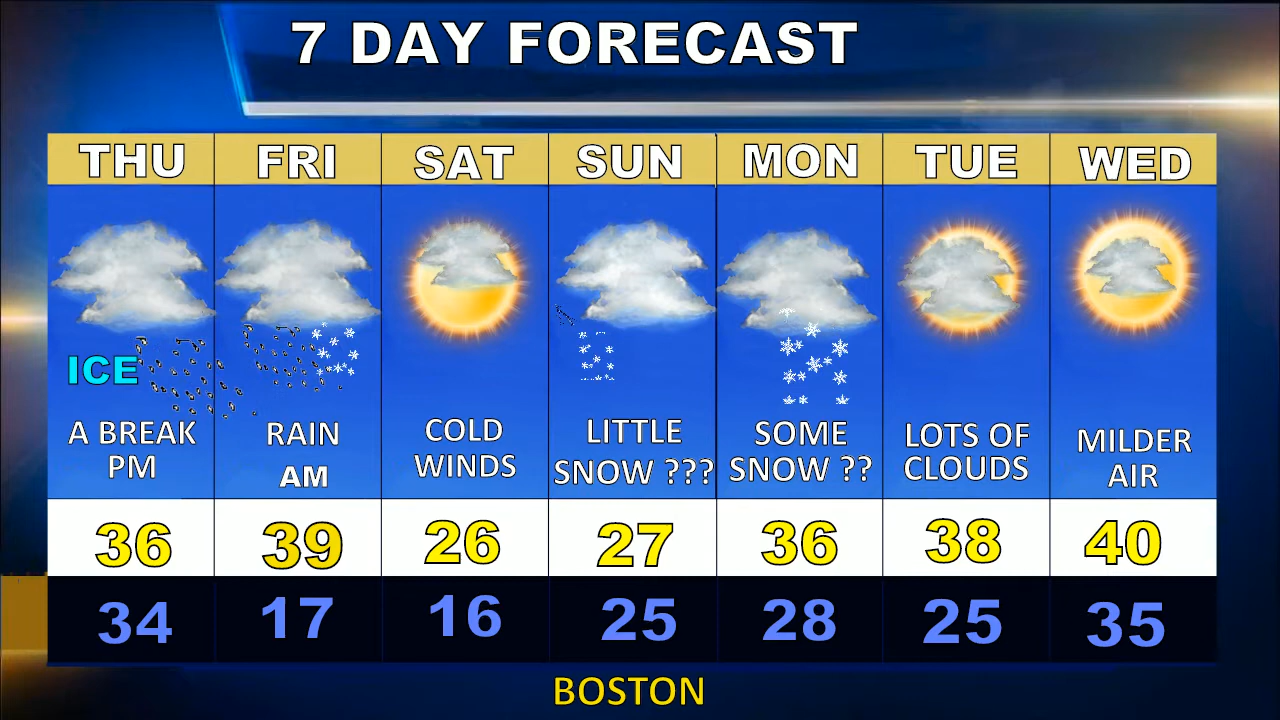 7 DAY FORECAST
THU FRI SAT SUN MON TUE WED
ICE
A BREAK
PM
RAIN
AM
COLD
WINDS
LITTLE
SNOW ???
SOME
SNOW ??
LOTS OF
CLOUDS
MILDER
AIR
36 39 26 27 36 38 40
34 17 16 25 28 25 35
BOSTON